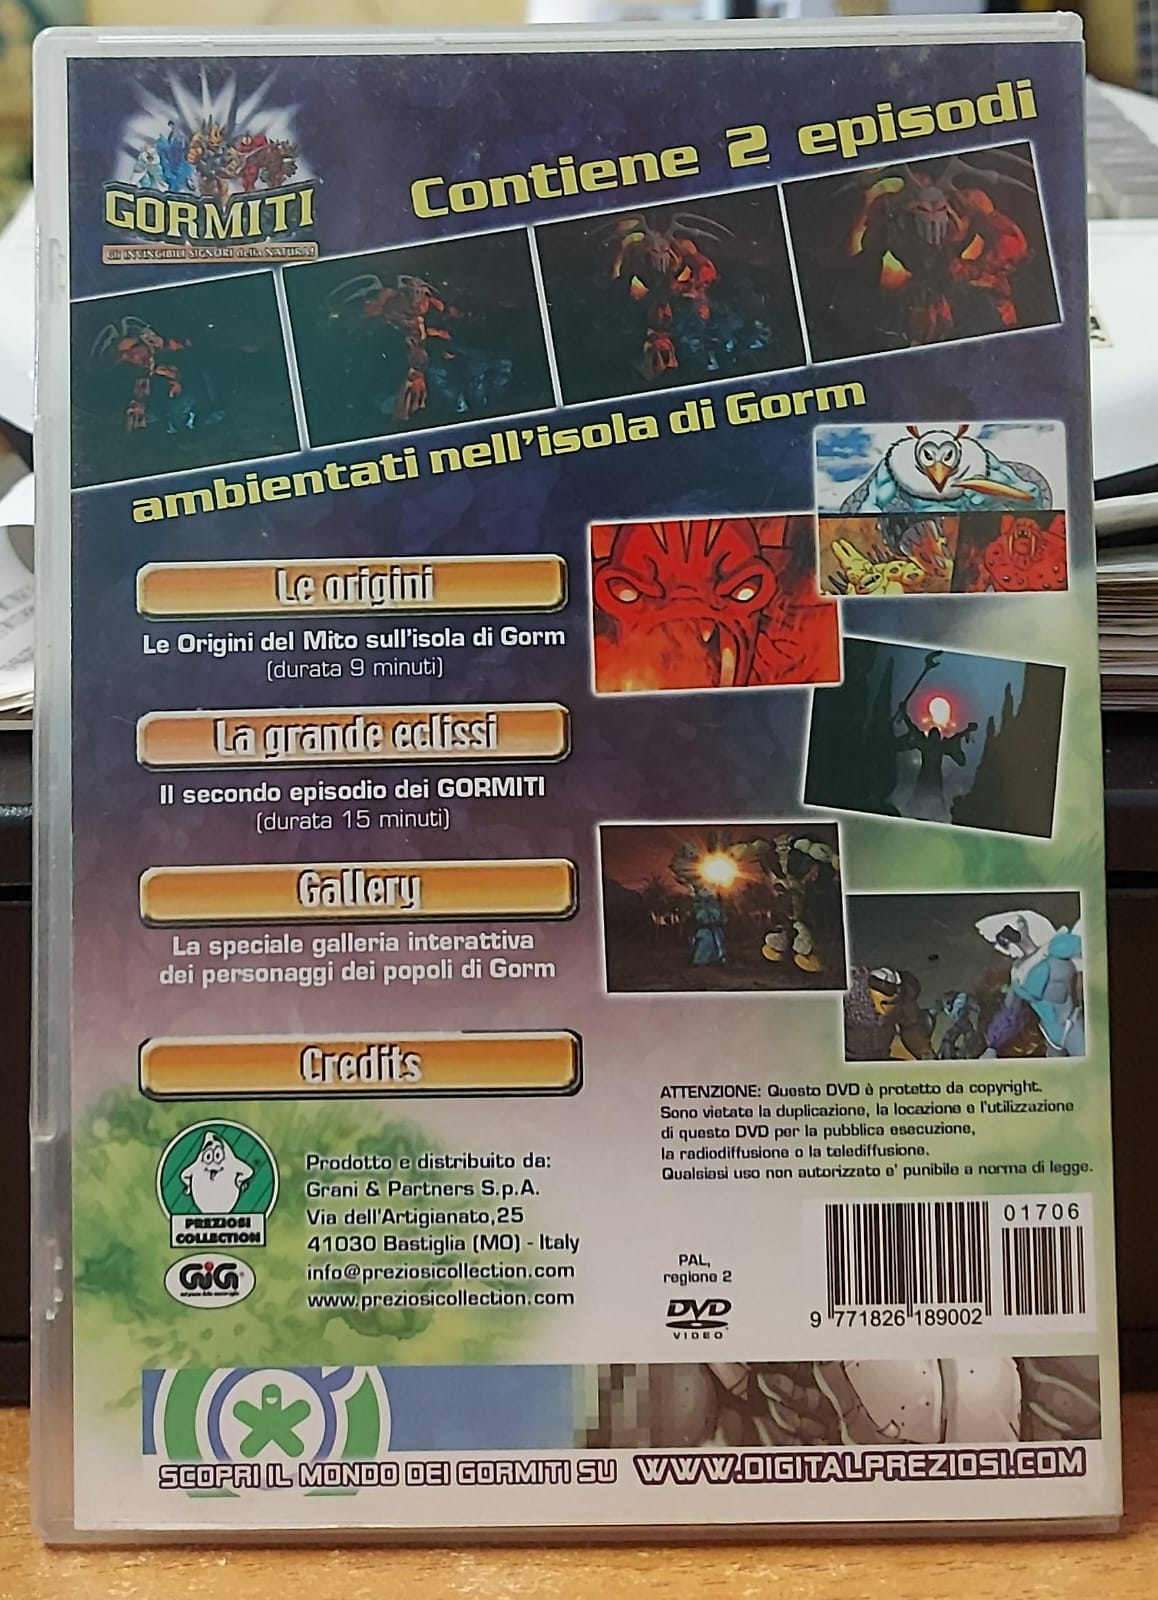 GORMITI
GLI INVINCIBILI SIGNORI della NATURA!
Contiene 2 episodi
ambientati nell'isola di Gorm
Le origini
Le Origini del Mito sull'isola di Gorm
(durata 9 minuti)
La grande eclissi
Il secondo episodio dei GORMITI
(durata 15 minuti)
Gallery
La speciale galleria interattiva
dei personaggi dei popoli di Gorm
Credits
ATTENZIONE: Questo DVD è protetto da copyright.
Sono vietate la duplicazione, la locazione e l'utilizzazione
di questo DVD per la pubblica esecuzione,
la radiodiffusione o la telediffusione.
Qualsiasi uso non autorizzato e' punibile a norma di legge.
PREZIOSI
COLLECTION
GiG
Prodotto e distribuito da:
Grani & Partners S.p.A.
Via dell'Artigianato,25
41030 Bastiglia (MO) - Italy
info@preziosicollection.com
www.preziosicollection.com
PAL,
regione 2
DVD
VIDEO
01706
9 771826 189002
SCOPRI IL MONDO DEI GORMITI SU WWW.DIGITALPREZIOSI.COM